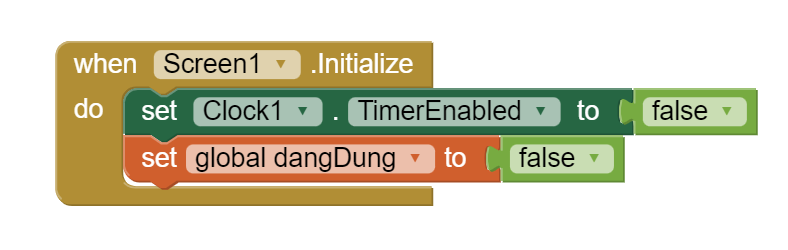 when Screen1 .Initialize
do set Clock1 . TimerEnabled to false
set global dangDung to false